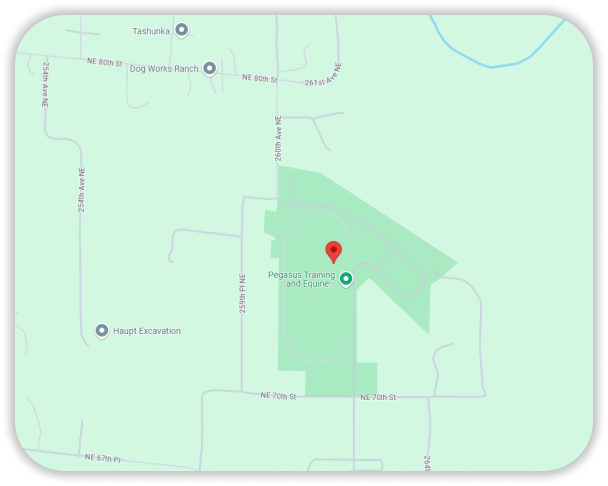 Tashunka
NE 80th St
Dog Works Ranch
NE 80th St
261st Ave NE
254th Ave NE
260th Ave NE
254th Ave NE
Pegasus Training
and Equine...
259th Pl NE
Haupt Excavation
NE 70th St
NE 70th St
NE 67th Pl
264t